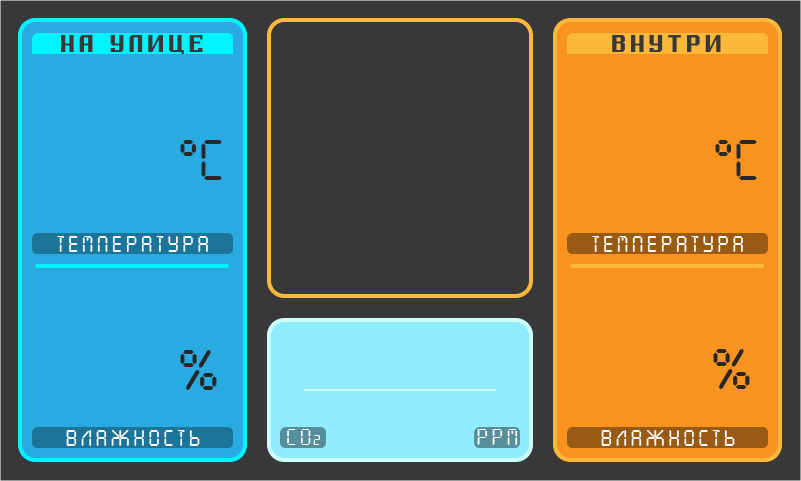 НА УЛИЦЕ
°C
ТЕМПЕРАТУРА
%
ВЛАЖНОСТЬ
CO₂
PPM
ВНУТРИ
°C
ТЕМПЕРАТУРА
%
ВЛАЖНОСТЬ